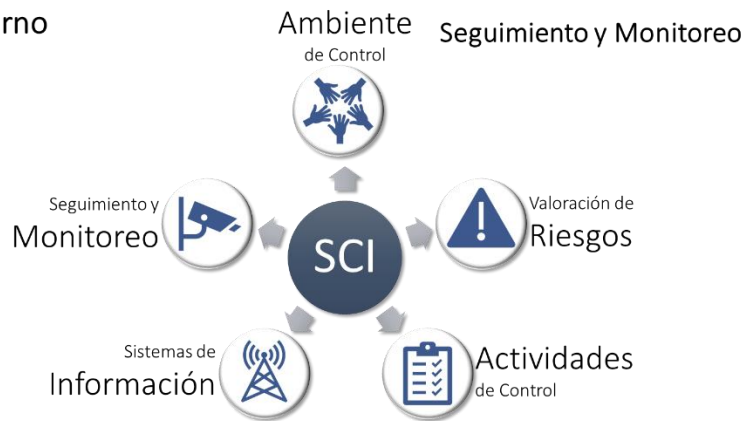 rno
Ambiente
de Control
Seguimiento y Monitoreo
Seguimiento y
Monitoreo
Valoración de
Riesgos
SCI
Sistemas de
Información
Actividades
de Control